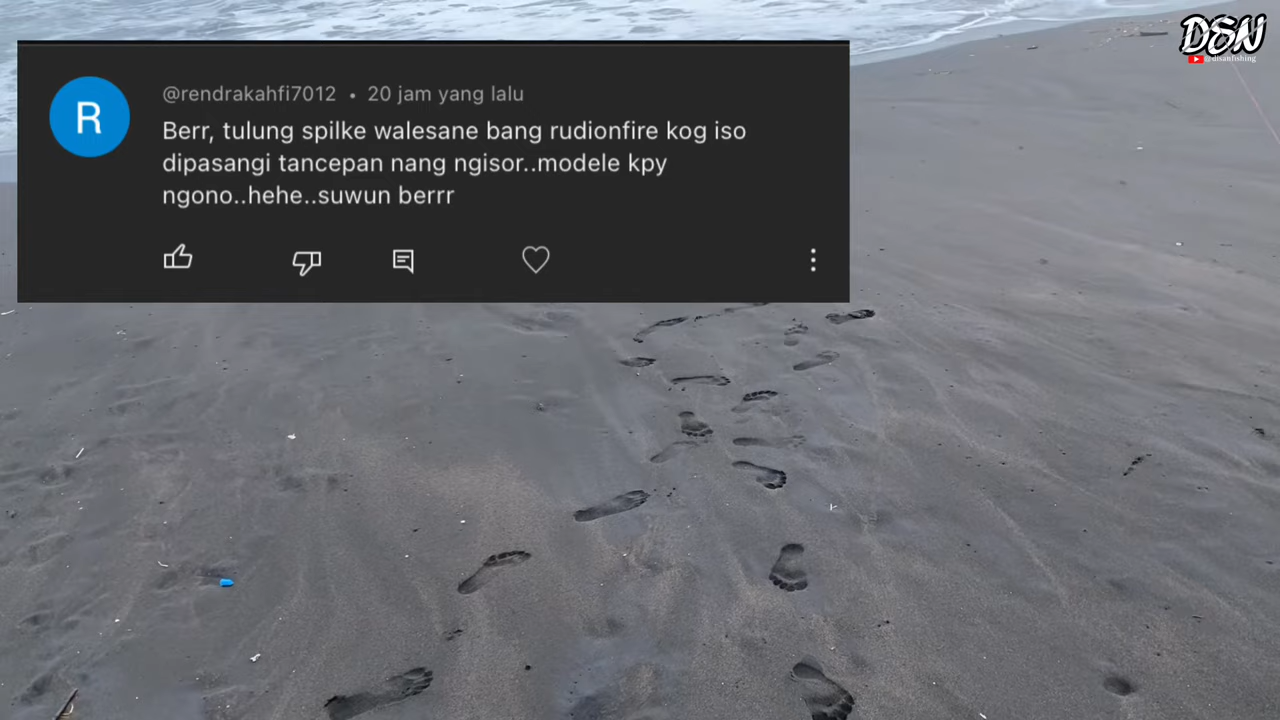 DSN
@disanfishing
R
@rendrakahfi7012 • 20 jam yang lalu
Berr, tulung spilke walesane bang rudionfire kog iso
dipasangi tancepan nang ngisor..modele kpy
ngono..hehe..suwun berrr